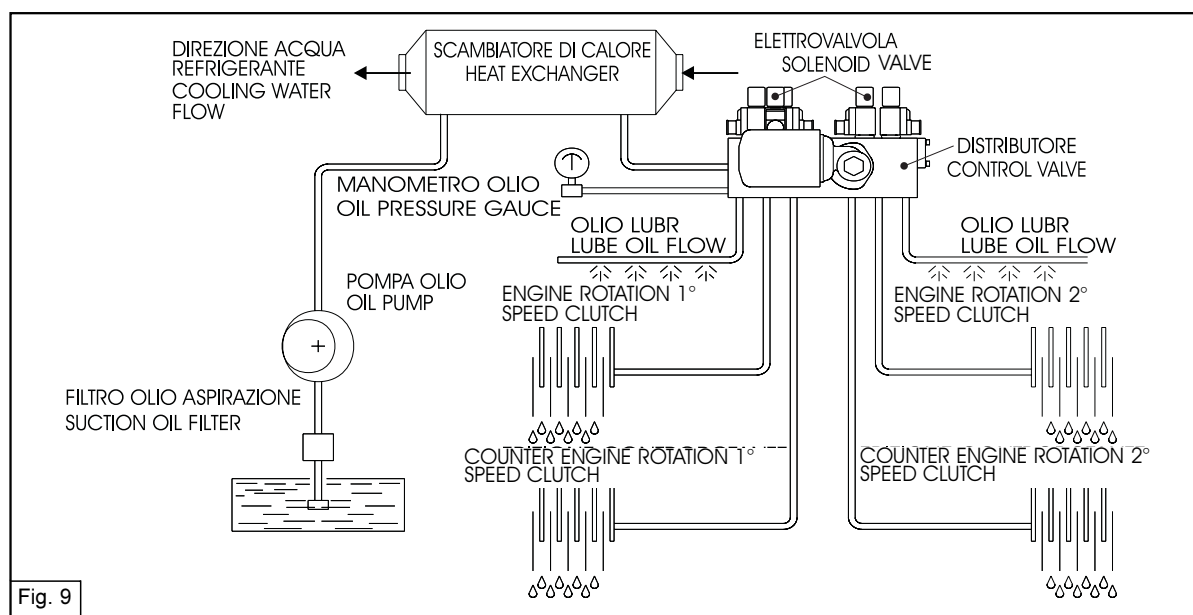 DIREZIONE ACQUA
REFRIGERANTE
COOLING WATER
FLOW
SCAMBIATORE DI CALORE
HEAT EXCHANGER
ELETTROVALVOLA
SOLENOID VALVE
DISTRIBUTORE
CONTROL VALVE
MANOMETRO OLIO
OIL PRESSURE GAUCE
OLIO LUBR
LUBE OIL FLOW
OLIO LUBR
LUBE OIL FLOW
POMPA OLIO
OIL PUMP
ENGINE ROTATION 1°
SPEED CLUTCH
ENGINE ROTATION 2°
SPEED CLUTCH
FILTRO OLIO ASPIRAZIONE
SUCTION OIL FILTER
COUNTER ENGINE ROTATION 1°
SPEED CLUTCH
COUNTER ENGINE ROTATION 2°
SPEED CLUTCH
Fig. 9